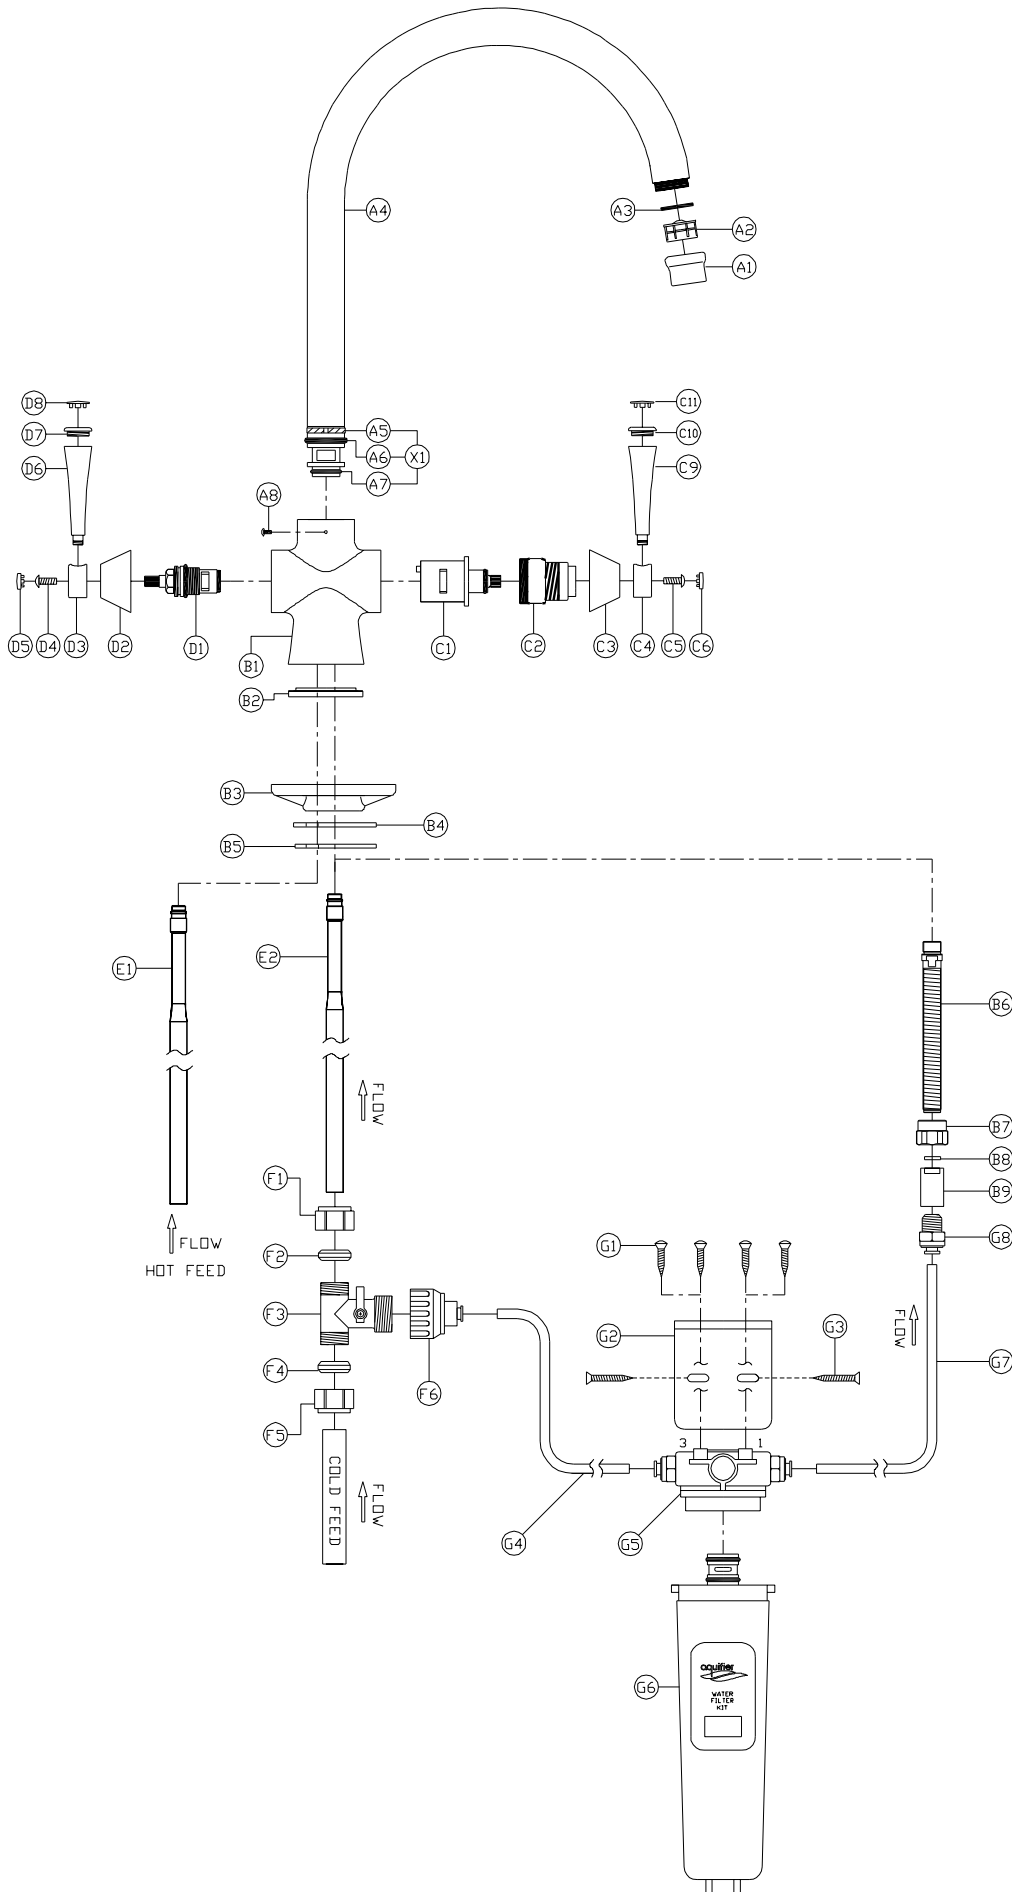 A4
A3
A2
A1
D8
D7
D6
A5
A6
X1
A7
A8
C11
C10
C9
D5
D4
D3
D2
D1
B1
C1
C2
C3
C4
C5
C6
B2
B3
B4
B5
E1
E2
B6
FLOW
B7
B8
B9
F1
G8
FLOW
HOT FEED
F2
G1
F3
G2
G3
FLOW
F4
F6
G7
F5
3
1
COLD FEED
FLOW
G4
G5
aquifier
G6
WATER
FILTER
KIT